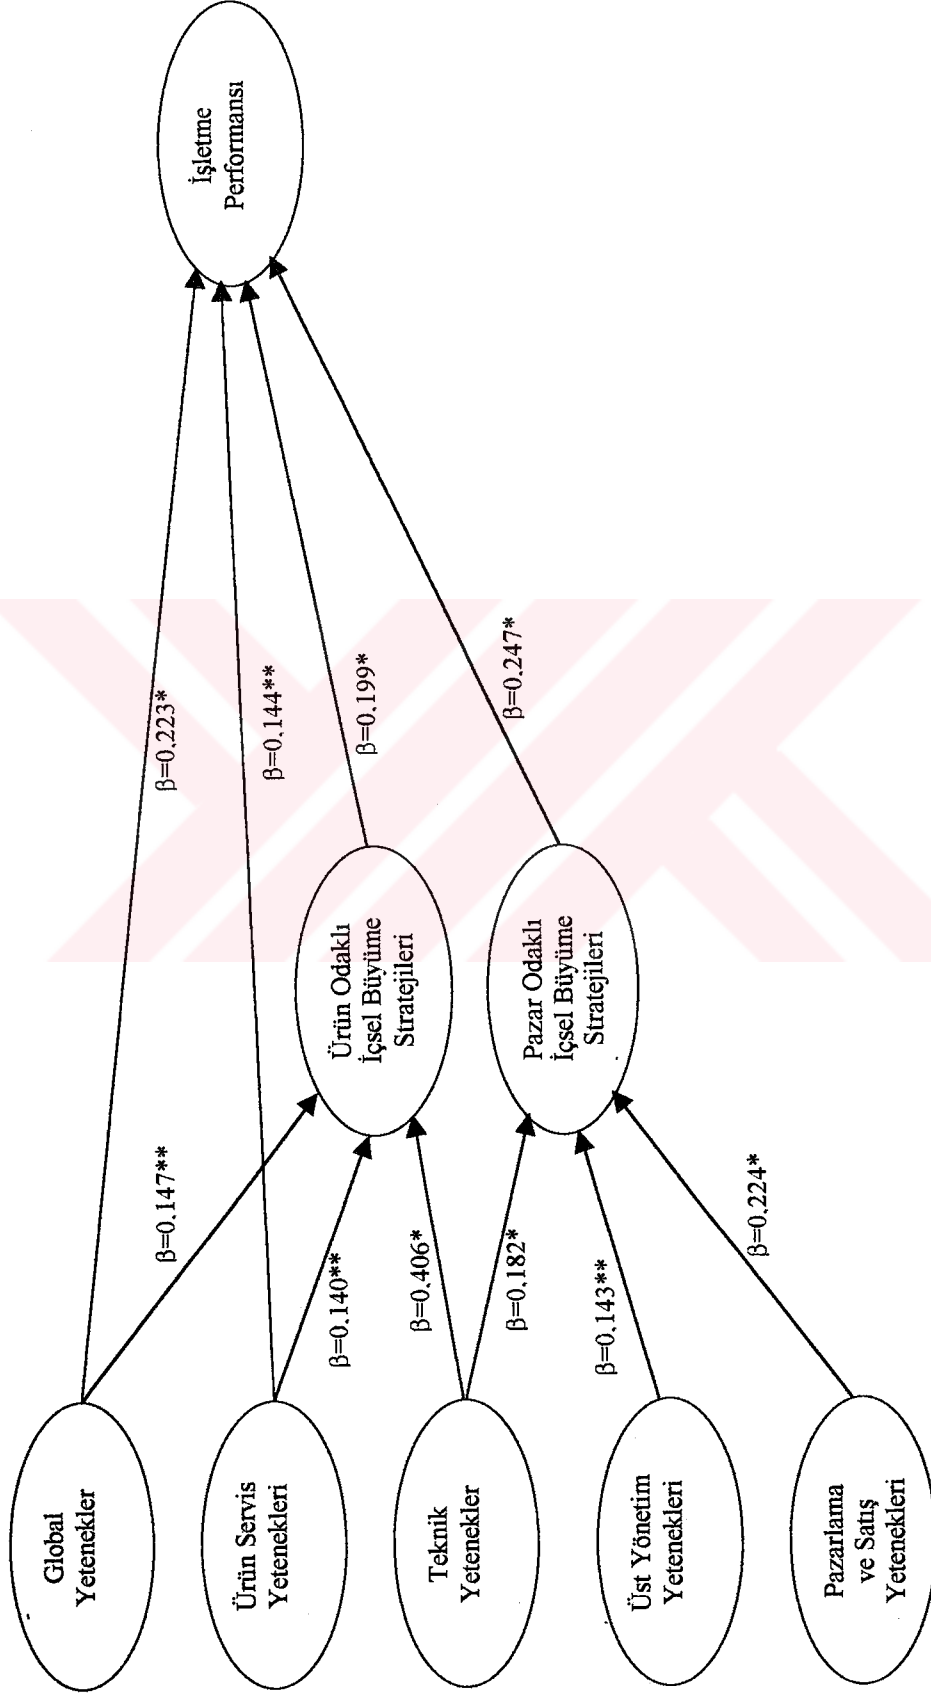 Global
Yetenekler
Ürün Servis
Yetenekleri
Teknik
Yetenekler
Üst Yönetim
Yetenekleri
Pazarlama
ve Satış
Yetenekleri
β=0.147**
β=0.140**
β=0.406*
β=0.182*
β=0.143**
β=0.224*
Ürün Odaklı
İçsel Büyüme
Stratejileri
Pazar Odaklı
İçsel Büyüme
Stratejileri
β=0.223*
β=0.144**
β=0.199*
β=0.247*
İşletme
Performansı